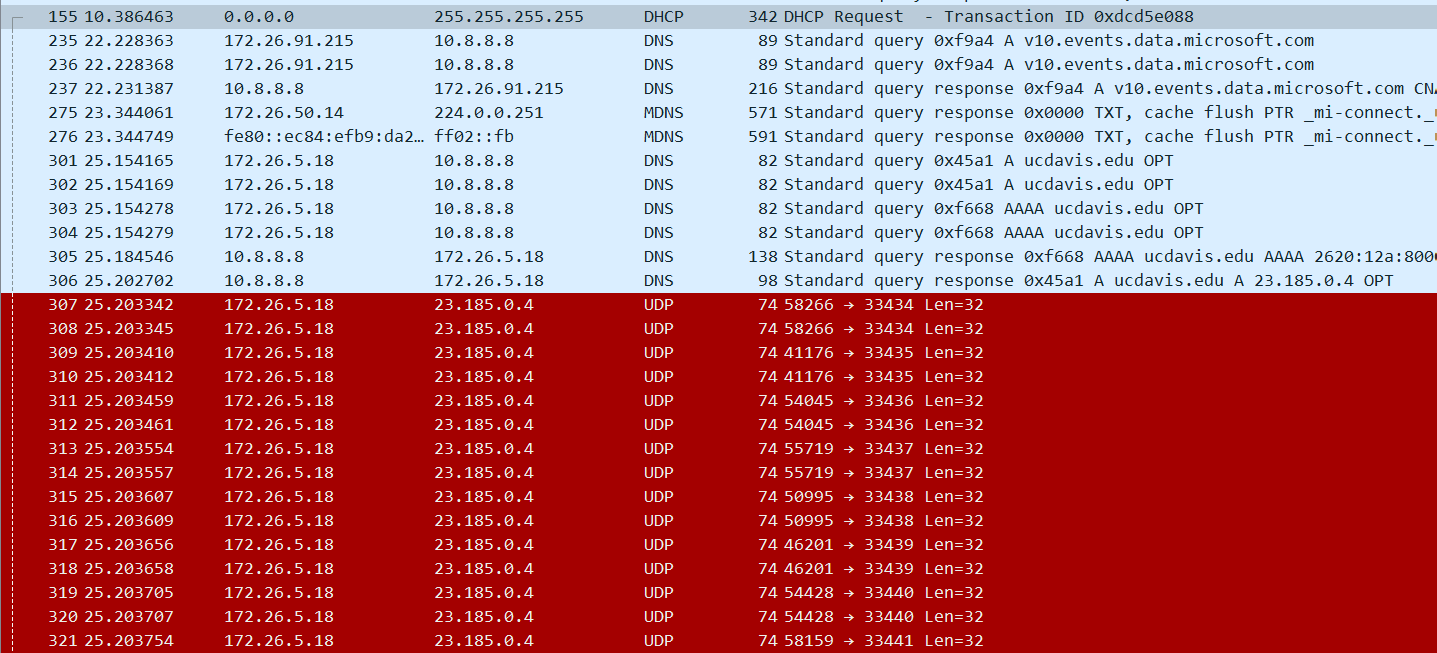 155 10.386463 0.0.0.0 255.255.255.255 DHCP 342 DHCP Request - Transaction ID 0xdcd5e088
235 22.228363 172.26.91.215 10.8.8.8 DNS 89 Standard query 0xf9a4 A v10.events.data.microsoft.com
236 22.228368 172.26.91.215 10.8.8.8 DNS 89 Standard query 0xf9a4 A v10.events.data.microsoft.com
237 22.231387 10.8.8.8 172.26.91.215 DNS 216 Standard query response 0xf9a4 A v10.events.data.microsoft.com
275 23.344061 172.26.50.14 224.0.0.251 MDNS 571 Standard query response 0x0000 TXT, cache flush PTR _mi-connect._
276 23.344749 fe80::ec84:efb9:da2… ff02::fb MDNS 591 Standard query response 0x0000 TXT, cache flush PTR _mi-connect._
301 25.154165 172.26.5.18 10.8.8.8 DNS 82 Standard query 0x45a1 A ucdavis.edu OPT
302 25.154169 172.26.5.18 10.8.8.8 DNS 82 Standard query 0x45a1 A ucdavis.edu OPT
303 25.154278 172.26.5.18 10.8.8.8 DNS 82 Standard query 0xf668 AAAA ucdavis.edu OPT
304 25.154279 172.26.5.18 10.8.8.8 DNS 82 Standard query 0xf668 AAAA ucdavis.edu OPT
305 25.184546 10.8.8.8 172.26.5.18 DNS 138 Standard query response 0xf668 AAAA ucdavis.edu AAAA 2620:12a:800
306 25.202702 10.8.8.8 172.26.5.18 DNS 98 Standard query response 0x45a1 A ucdavis.edu A 23.185.0.4 OPT
307 25.203342 172.26.5.18 23.185.0.4 UDP 74 58266 → 33434 Len=32
308 25.203345 172.26.5.18 23.185.0.4 UDP 74 58266 → 33434 Len=32
309 25.203410 172.26.5.18 23.185.0.4 UDP 74 41176 → 33435 Len=32
310 25.203412 172.26.5.18 23.185.0.4 UDP 74 41176 → 33435 Len=32
311 25.203459 172.26.5.18 23.185.0.4 UDP 74 54045 → 33436 Len=32
312 25.203461 172.26.5.18 23.185.0.4 UDP 74 54045 → 33436 Len=32
313 25.203554 172.26.5.18 23.185.0.4 UDP 74 55719 → 33437 Len=32
314 25.203557 172.26.5.18 23.185.0.4 UDP 74 55719 → 33437 Len=32
315 25.203607 172.26.5.18 23.185.0.4 UDP 74 50995 → 33438 Len=32
316 25.203609 172.26.5.18 23.185.0.4 UDP 74 50995 → 33438 Len=32
317 25.203656 172.26.5.18 23.185.0.4 UDP 74 46201 → 33439 Len=32
318 25.203658 172.26.5.18 23.185.0.4 UDP 74 46201 → 33439 Len=32
319 25.203705 172.26.5.18 23.185.0.4 UDP 74 54428 → 33440 Len=32
320 25.203707 172.26.5.18 23.185.0.4 UDP 74 54428 → 33440 Len=32
321 25.203754 172.26.5.18 23.185.0.4 UDP 74 58159 → 33441 Len=32